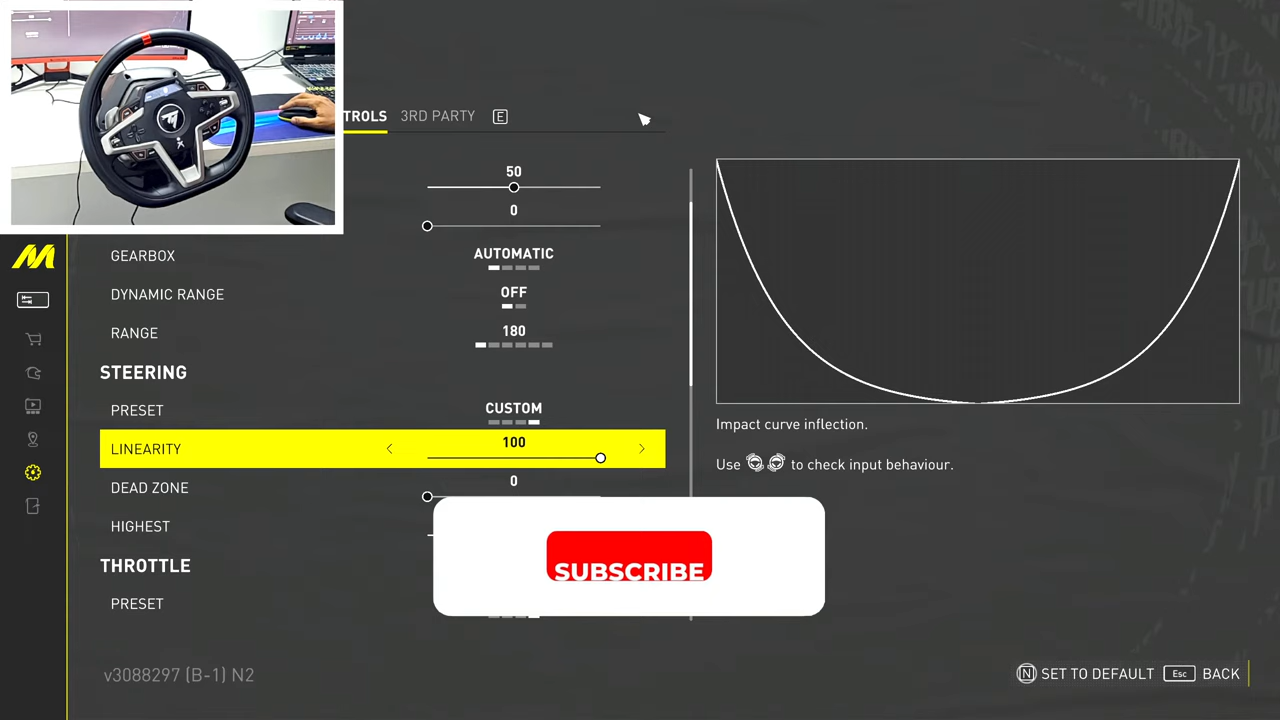 TROLS 3RD PARTY E
50
0
GEARBOX AUTOMATIC
DYNAMIC RANGE OFF
RANGE 180
STEERING
PRESET CUSTOM
LINEARITY 100
DEAD ZONE 0
HIGHEST
THROTTLE
PRESET
Impact curve inflection.
Use to check input behaviour.
SUBSCRIBE
v3088297 (B-1) N2
N SET TO DEFAULT Esc BACK